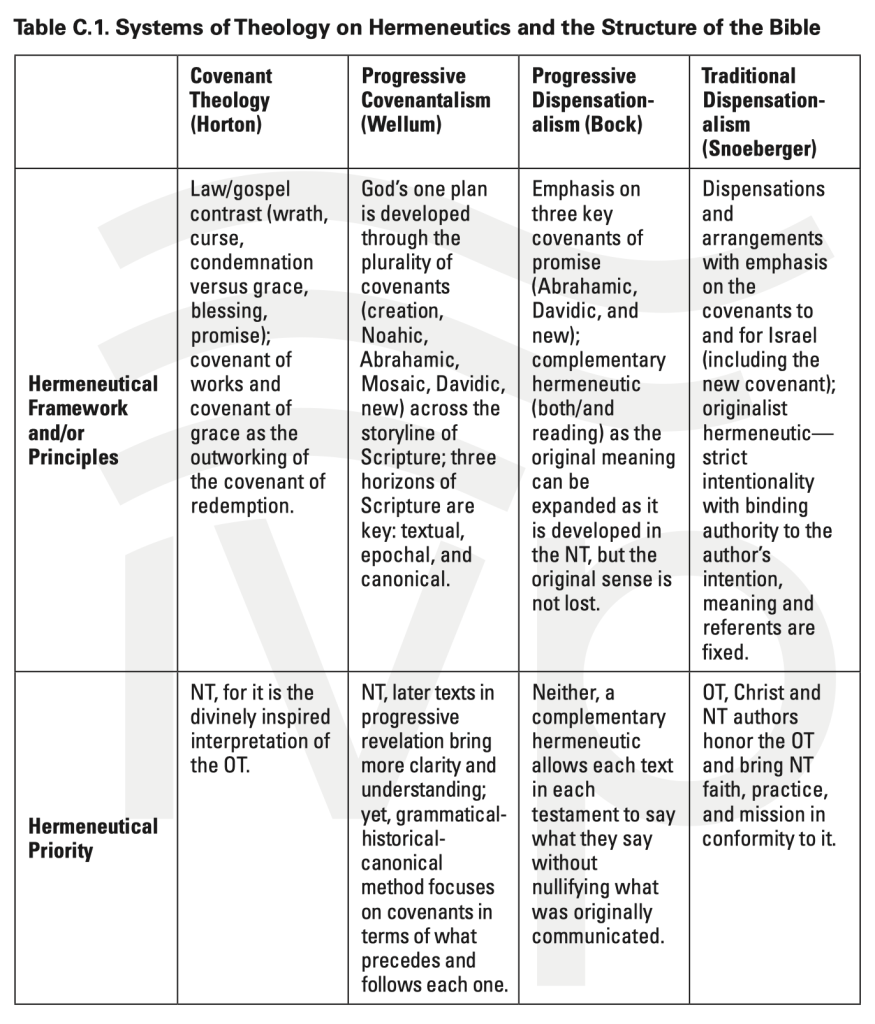 Table C.1. Systems of Theology on Hermeneutics and the Structure of the Bible
Covenant
Theology
(Horton)
Progressive
Covenantalism
(Wellum)
Progressive
Dispensation-
alism (Bock)
Traditional
Dispensation-
alism
(Snoeberger)
Hermeneutical
Framework
and/or
Principles
Law/gospel
contrast (wrath,
curse,
condemnation
versus grace,
blessing,
promise);
covenant of
works and
covenant of
grace as the
outworking of
the covenant of
redemption.
God's one plan
is developed
through the
plurality of
covenants
(creation,
Noahic,
Abrahamic,
Mosaic, Davidic,
new) across the
storyline of
Scripture; three
horizons of
Scripture are
key: textual,
epochal, and
canonical.
Emphasis on
three key
covenants of
promise
(Abrahamic,
Davidic, and
new);
complementary
hermeneutic
(both/and
reading) as the
original meaning
can be
expanded as it
is developed in
the NT, but the
original sense is
not lost.
Dispensations
and
arrangements
with emphasis
on the
covenants to
and for Israel
(including the
new covenant);
originalist
hermeneutic—
strict
intentionality
with binding
authority to the
author's
intention,
meaning and
referents are
fixed.
Hermeneutical
Priority
NT, for it is the
divinely inspired
interpretation of
the OT.
NT, later texts in
progressive
revelation bring
more clarity and
understanding;
yet, grammatical-
historical-
canonical
method focuses
on covenants in
terms of what
precedes and
follows each one.
Neither, a
complementary
hermeneutic
allows each text
in each
testament to say
what they say
without
nullifying what
was originally
communicated.
OT, Christ and
NT authors
honor the OT
and bring NT
faith, practice,
and mission in
conformity to it.
ivp